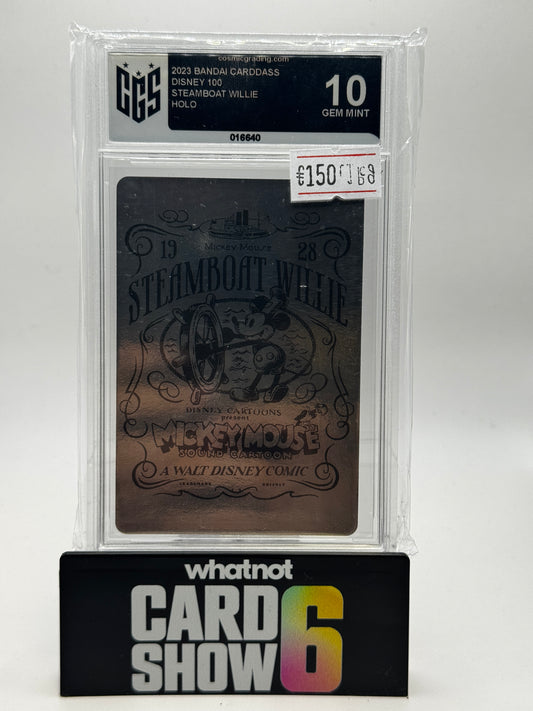 cosmicgrading.com
CGS
2023 BANDAI CARDDASS
DISNEY 100
STEAMBOAT WILLIE
HOLO
10
GEM MINT
016640
€150
Mickey Mouse
19 28
STEAMBOAT WILLIE
DISNEY CARTOONS
present
MICKEY MOUSE
SOUND CARTOON
A WALT DISNEY COMIC
whatnot
CARD
SHOW
6